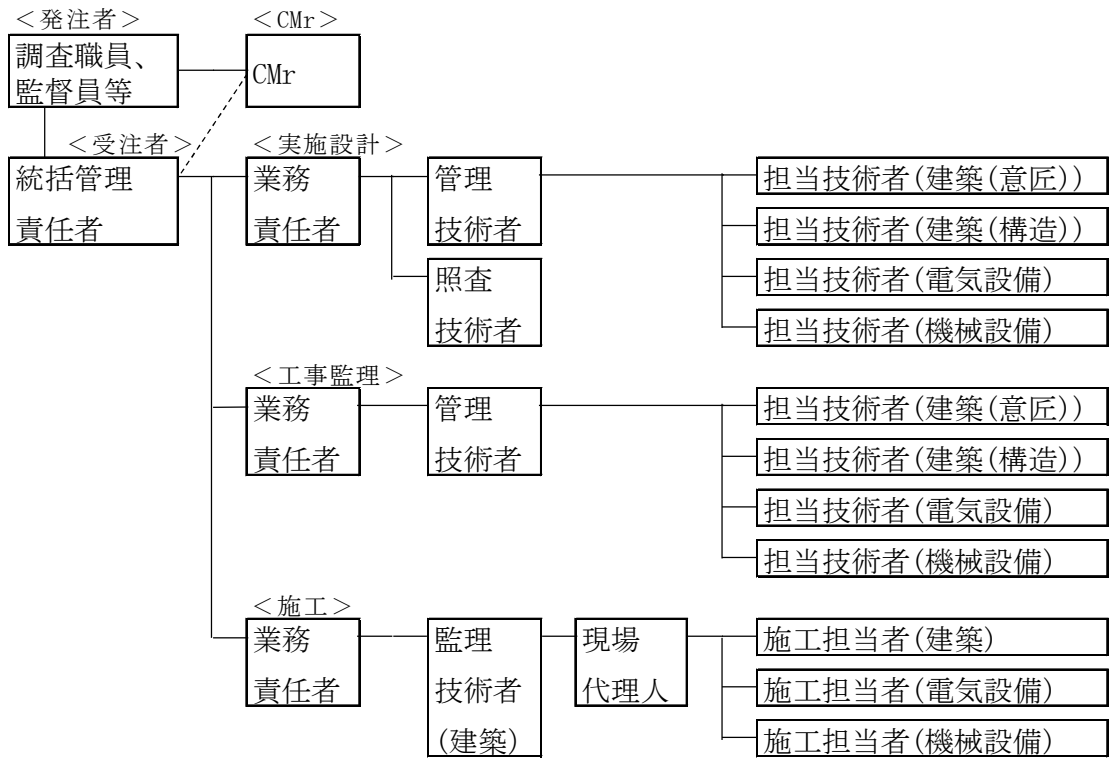 ＜発注者＞
＜CMr＞
調査職員、
監督員等
CMr
＜受注者＞
＜実施設計＞
統括管理
責任者
業務
責任者
管理
技術者
照査
技術者
担当技術者(建築(意匠))
担当技術者(建築(構造))
担当技術者(電気設備)
担当技術者(機械設備)
＜工事監理＞
業務
責任者
管理
技術者
担当技術者(建築(意匠))
担当技術者(建築(構造))
担当技術者(電気設備)
担当技術者(機械設備)
＜施工＞
業務
責任者
監理
技術者
(建築)
現場
代理人
施工担当者(建築)
施工担当者(電気設備)
施工担当者(機械設備)